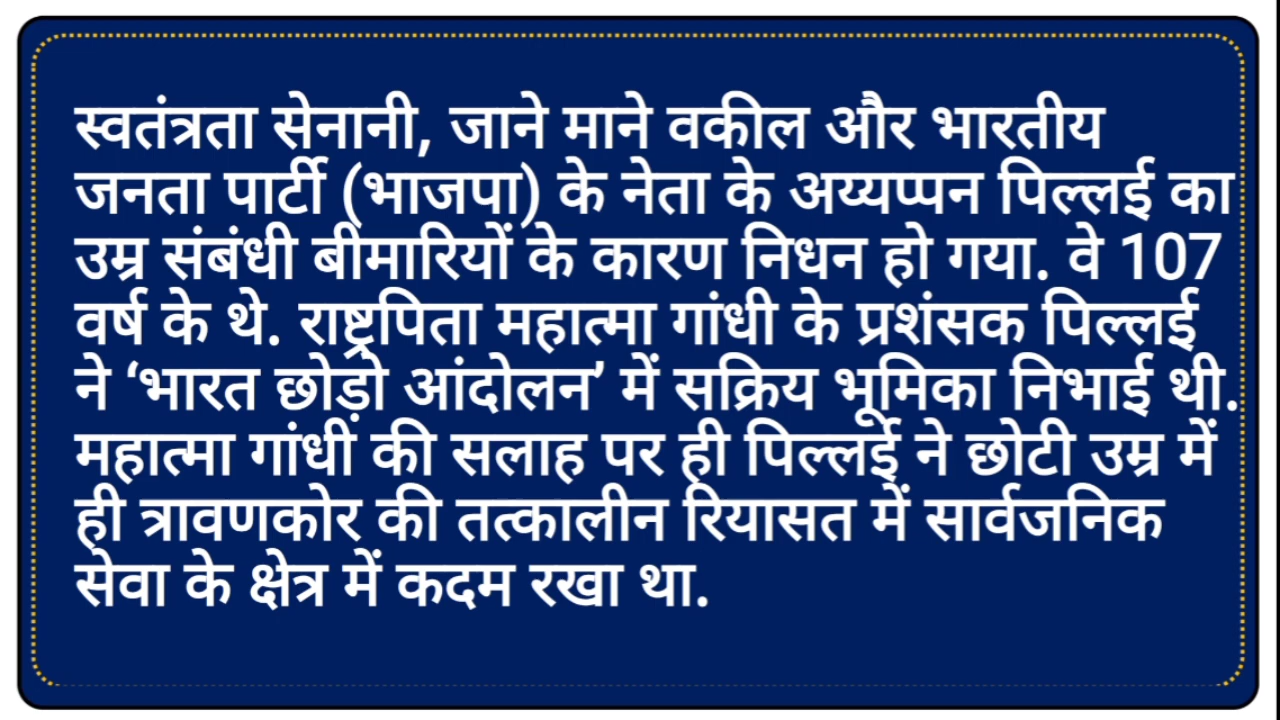 स्वतंत्रता सेनानी, जाने माने वकील और भारतीय
जनता पार्टी (भाजपा) के नेता के अय्यप्पन पिल्लई का
उम्र संबंधी बीमारियों के कारण निधन हो गया. वे 107
वर्ष के थे. राष्ट्रपिता महात्मा गांधी के प्रशंसक पिल्लई
ने ‘भारत छोड़ो आंदोलन’ में सक्रिय भूमिका निभाई थी.
महात्मा गांधी की सलाह पर ही पिल्लई ने छोटी उम्र में
ही त्रावणकोर की तत्कालीन रियासत में सार्वजनिक
सेवा के क्षेत्र में कदम रखा था.